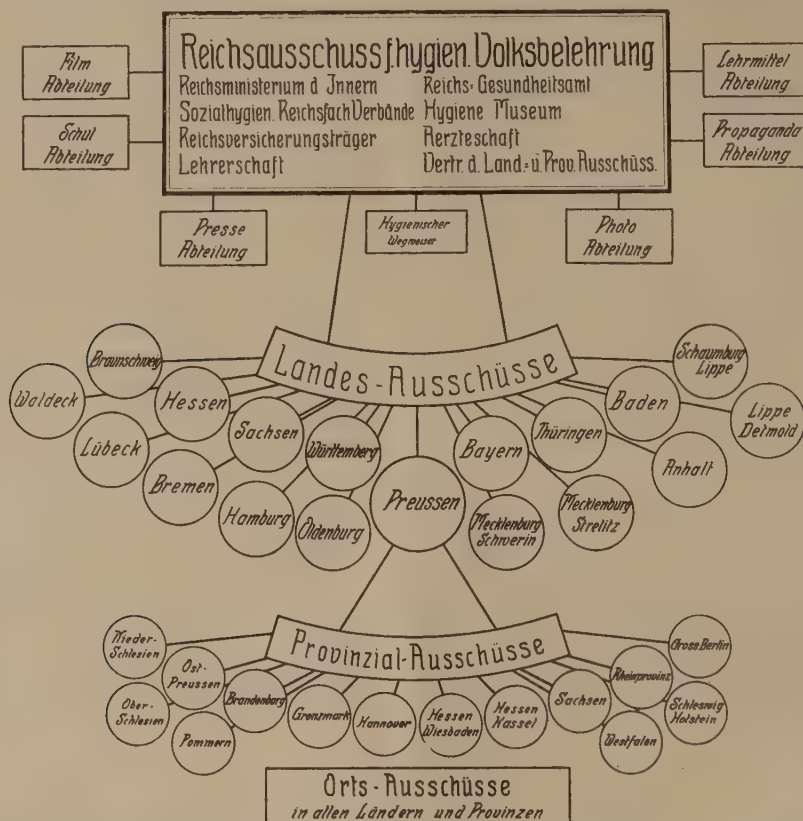 Reichsausschuss f. hygien. Volksbelehrung
Reichsministerium d Innern
Reichs-Gesundheitsamt
Sozialhygien. Reichsfach Verbände
Hygiene Museum
Reichsversicherungsträger
Aerzteschaft
Lehrerschaft
Vertr. d. Land.- u. Prov. Ausschüss.
Film
Abteilung
Schul
Abteilung
Lehrmittel
Abteilung
Propaganda
Abteilung
Presse
Abteilung
Hygienischer
Wegweiser
Photo
Abteilung
Landes-Ausschüsse
Braunschweig
Waldeck
Hessen
Lübeck
Sachsen
Bremen
Württemberg
Hamburg
Oldenburg
Preussen
Bayern
Mecklenburg
Schwerin
Thüringen
Mecklenburg
Strelitz
Baden
Anhalt
Schaumburg
Lippe
Lippe
Detmold
Provinzial-Ausschüsse
Nieder-
Schlesien
Ost-
Preussen
Ober-
Schlesien
Pommern
Brandenburg
Grenzmark
Hannover
Hessen
Wiesbaden
Hessen
Kassel
Sachsen
Westfalen
Rheinprovinz
Gross Berlin
Schleswig
Holstein
Orts-Ausschüsse
in allen Ländern und Provinzen